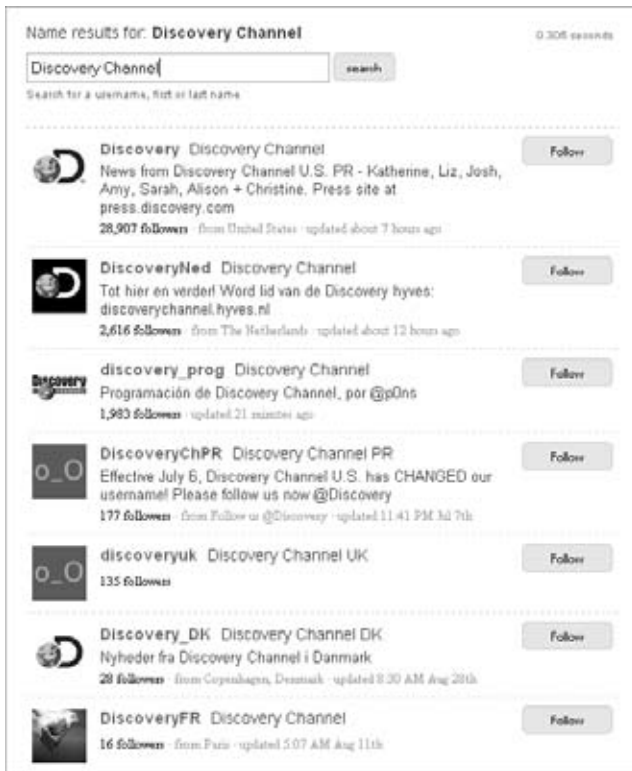 Name results for: Discovery Channel
0.306 seconds
Discovery Channel
search
Search for a username, first or last name
Discovery Discovery Channel
Follow
News from Discovery Channel U.S. PR - Katherine, Liz, Josh,
Amy, Sarah, Alison + Christine. Press site at
press.discovery.com
28,907 followers · from United States · updated about 7 hours ago
DiscoveryNed Discovery Channel
Follow
Tot hier en verder! Word lid van de Discovery hyves:
discoverychannel.hyves.nl
2,616 followers · from The Netherlands · updated about 12 hours ago
Discovery
discovery_prog Discovery Channel
Follow
Programación de Discovery Channel, por @p0ns
1,983 followers · updated 21 minutes ago
o_O
DiscoveryChPR Discovery Channel PR
Follow
Effective July 6, Discovery Channel U.S. has CHANGED our
username! Please follow us now @Discovery
177 followers · from Follow us @Discovery · updated 11:41 PM Jul 7th
o_O
discoveryuk Discovery Channel UK
Follow
135 followers
Discovery_DK Discovery Channel DK
Follow
Nyheder fra Discovery Channel i Danmark
28 followers · from Copenhagen, Denmark · updated 8:30 AM Aug 28th
DiscoveryFR Discovery Channel
Follow
16 followers · from Paris · updated 5:07 AM Aug 11th